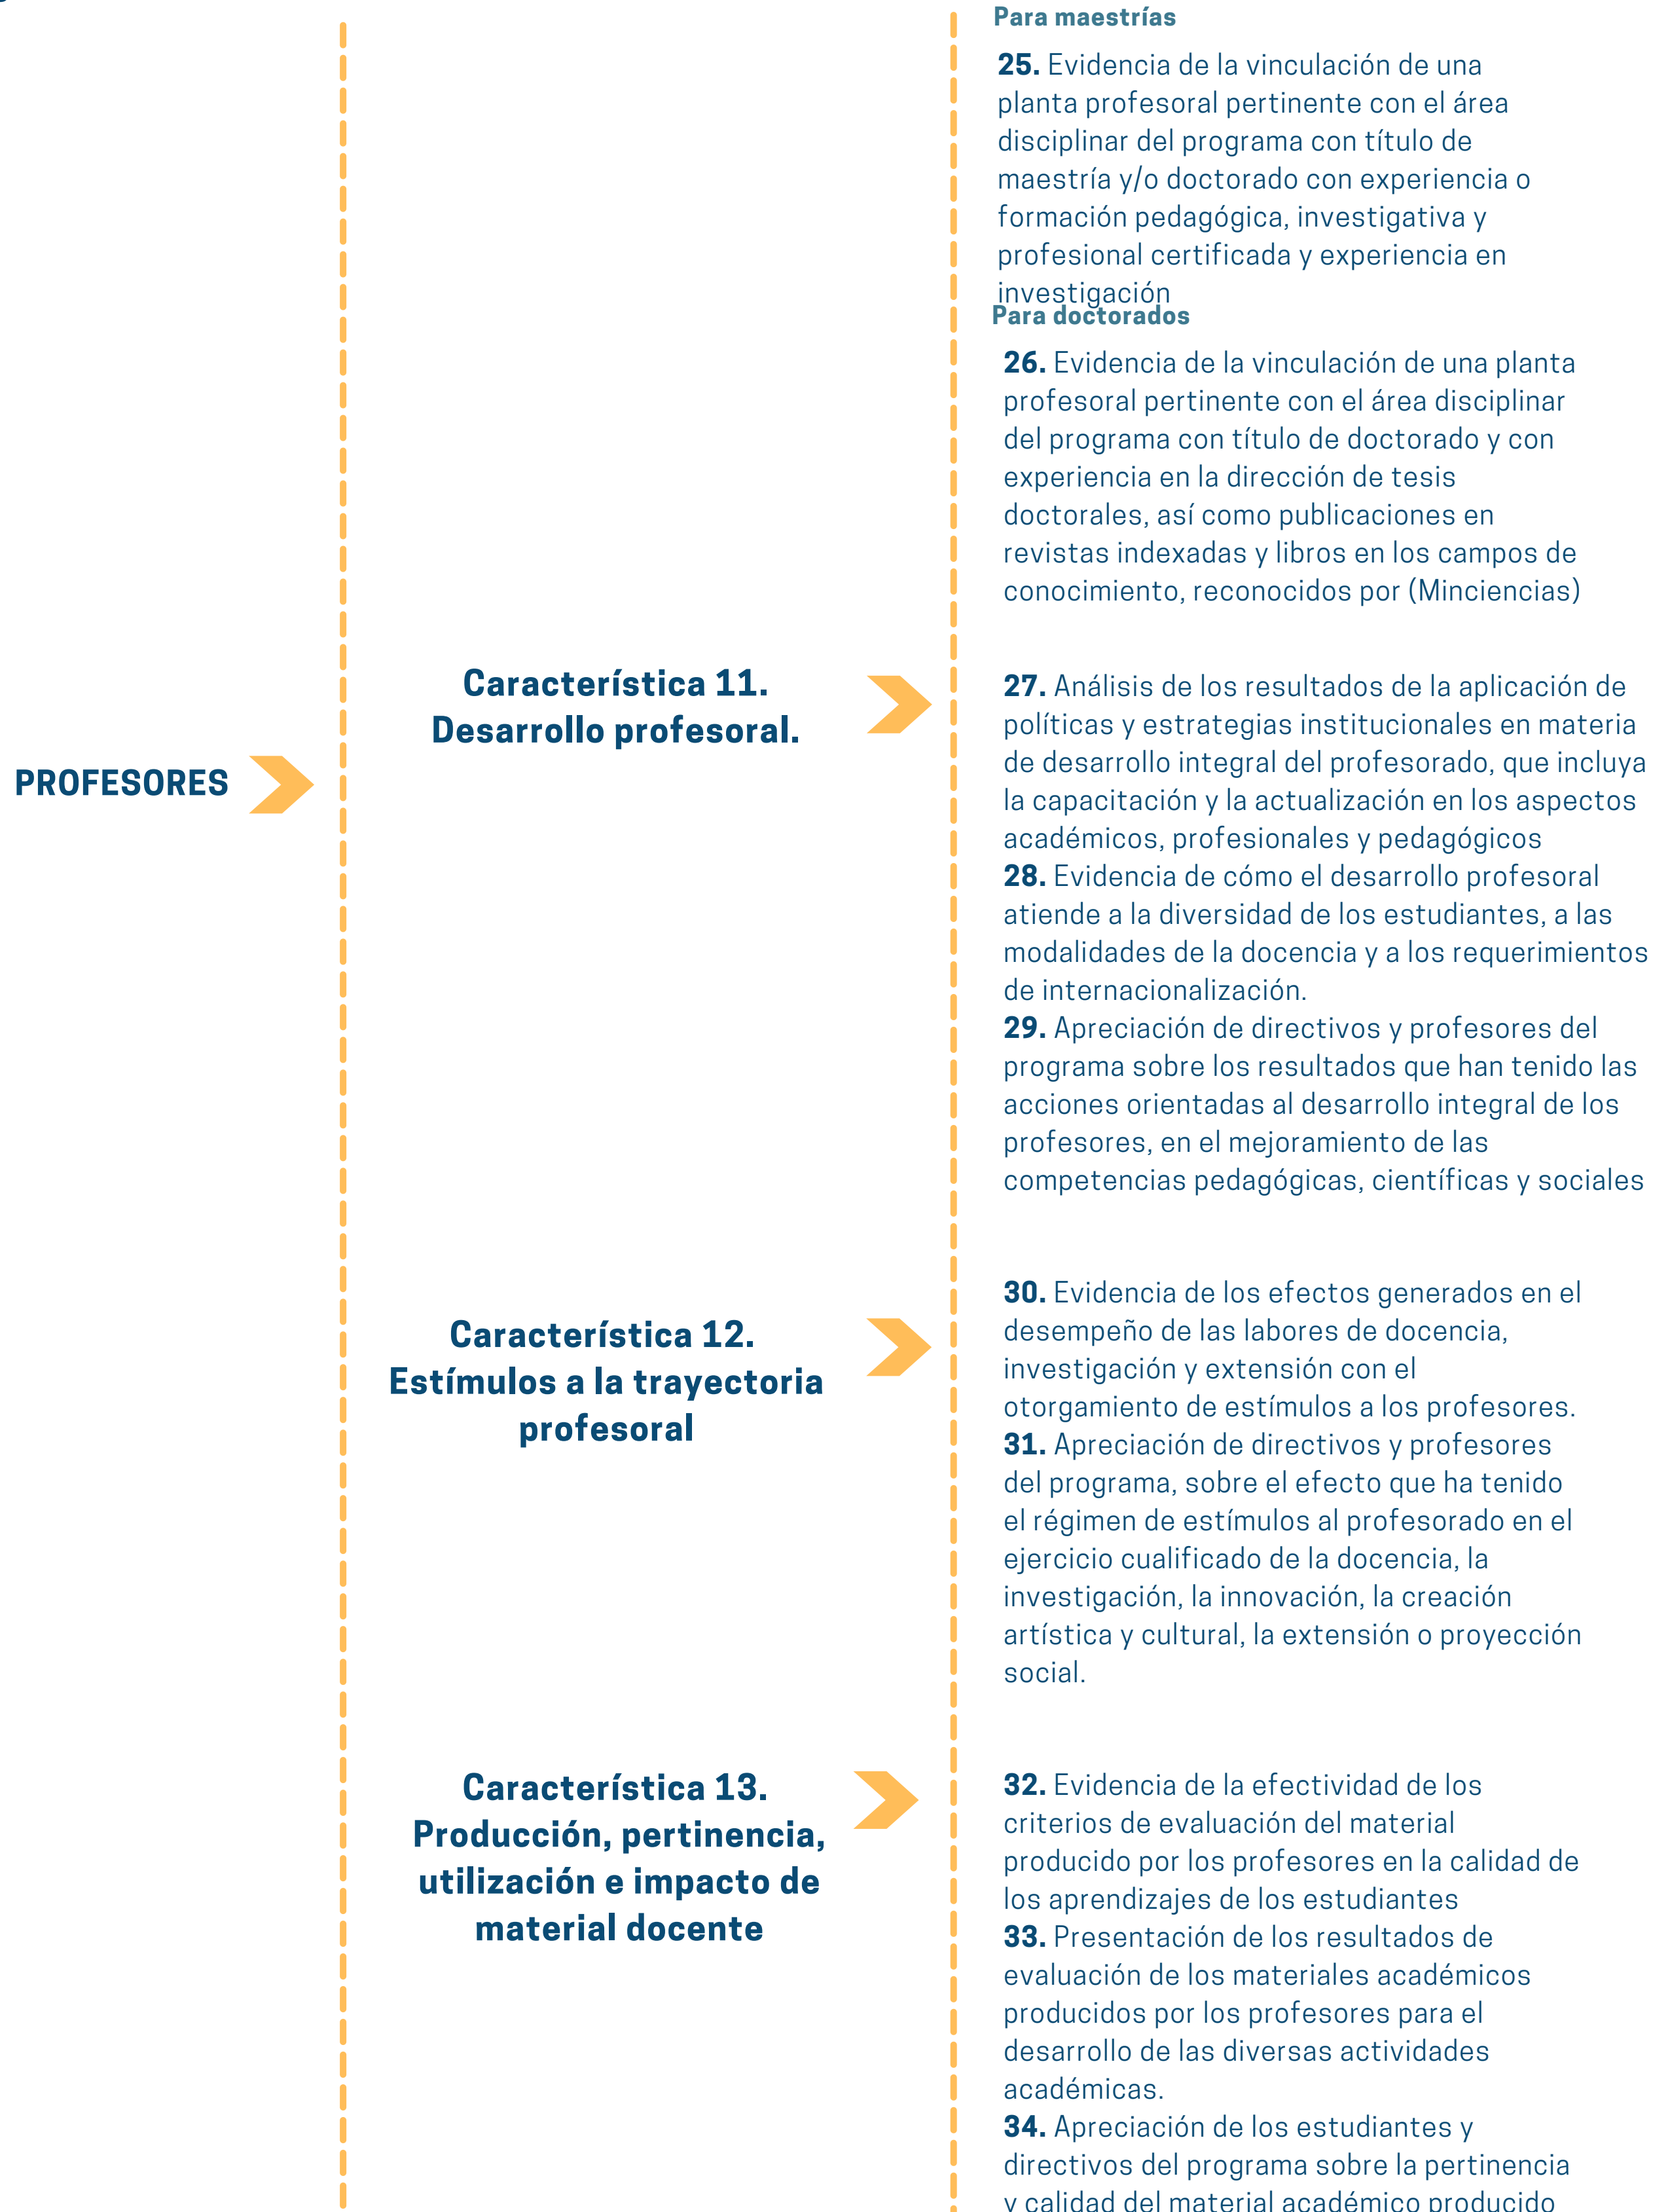 PROFESORES
Para maestrías
25. Evidencia de la vinculación de una
planta profesoral pertinente con el área
disciplinar del programa con título de
maestría y/o doctorado con experiencia o
formación pedagógica, investigativa y
profesional certificada y experiencia en
investigación
Para doctorados
26. Evidencia de la vinculación de una planta
profesoral pertinente con el área disciplinar
del programa con título de doctorado y con
experiencia en la dirección de tesis
doctorales, así como publicaciones en
revistas indexadas y libros en los campos de
conocimiento, reconocidos por (Minciencias)
Característica 11.
Desarrollo profesoral.
27. Análisis de los resultados de la aplicación de
políticas y estrategias institucionales en materia
de desarrollo integral del profesorado, que incluya
la capacitación y la actualización en los aspectos
académicos, profesionales y pedagógicos
28. Evidencia de cómo el desarrollo profesoral
atiende a la diversidad de los estudiantes, a las
modalidades de la docencia y a los requerimientos
de internacionalización.
29. Apreciación de directivos y profesores del
programa sobre los resultados que han tenido las
acciones orientadas al desarrollo integral de los
profesores, en el mejoramiento de las
competencias pedagógicas, científicas y sociales
Característica 12.
Estímulos a la trayectoria
profesoral
30. Evidencia de los efectos generados en el
desempeño de las labores de docencia,
investigación y extensión con el
otorgamiento de estímulos a los profesores.
31. Apreciación de directivos y profesores
del programa, sobre el efecto que ha tenido
el régimen de estímulos al profesorado en el
ejercicio cualificado de la docencia, la
investigación, la innovación, la creación
artística y cultural, la extensión o proyección
social.
Característica 13.
Producción, pertinencia,
utilización e impacto de
material docente
32. Evidencia de la efectividad de los
criterios de evaluación del material
producido por los profesores en la calidad de
los aprendizajes de los estudiantes
33. Presentación de los resultados de
evaluación de los materiales académicos
producidos por los profesores para el
desarrollo de las diversas actividades
académicas.
34. Apreciación de los estudiantes y
directivos del programa sobre la pertinencia
y calidad del material académico producido